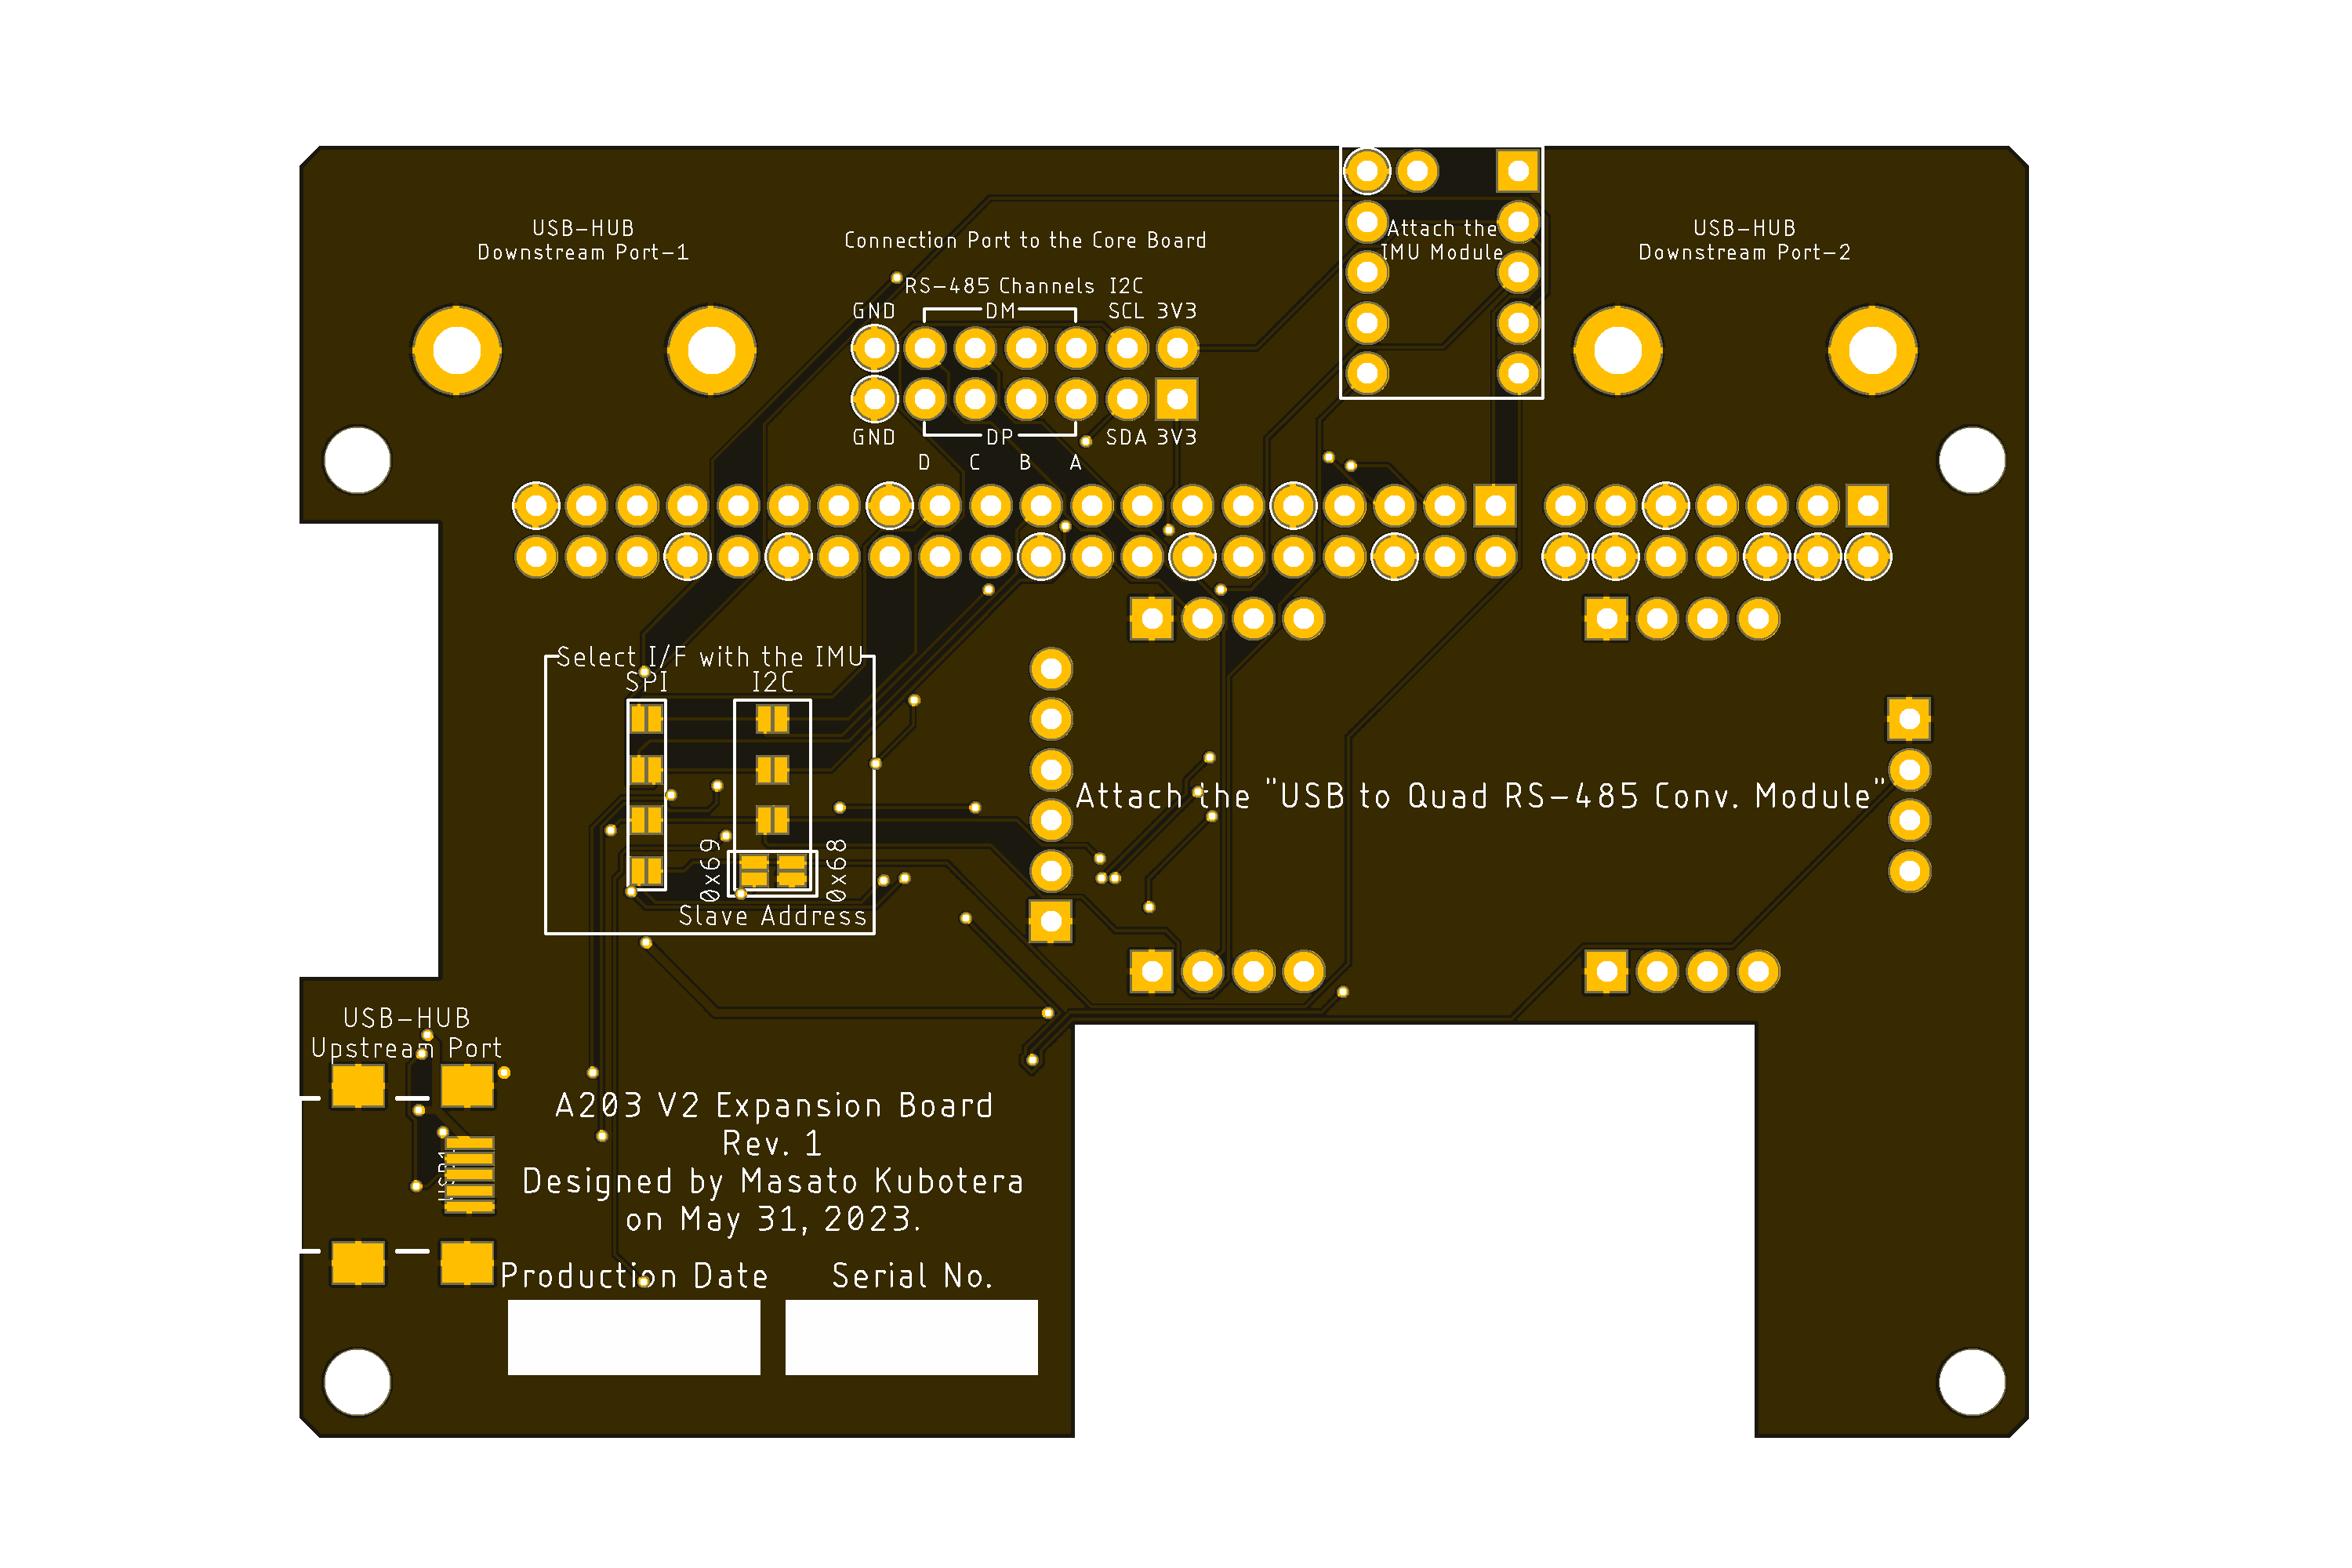 USB-HUB
Downstream Port-1
Connection Port to the Core Board
RS-485 Channels I2C
GND DM SCL 3V3
GND DP SDA 3V3
D C B A
Attach the
IMU Module
USB-HUB
Downstream Port-2
Select I/F with the IMU
SPI I2C
0x69
0x68
Slave Address
Attach the "USB to Quad RS-485 Conv. Module"
USB-HUB
Upstream Port
A203 V2 Expansion Board
Rev. 1
Designed by Masato Kubotera
on May 31, 2023.
Production Date Serial No.